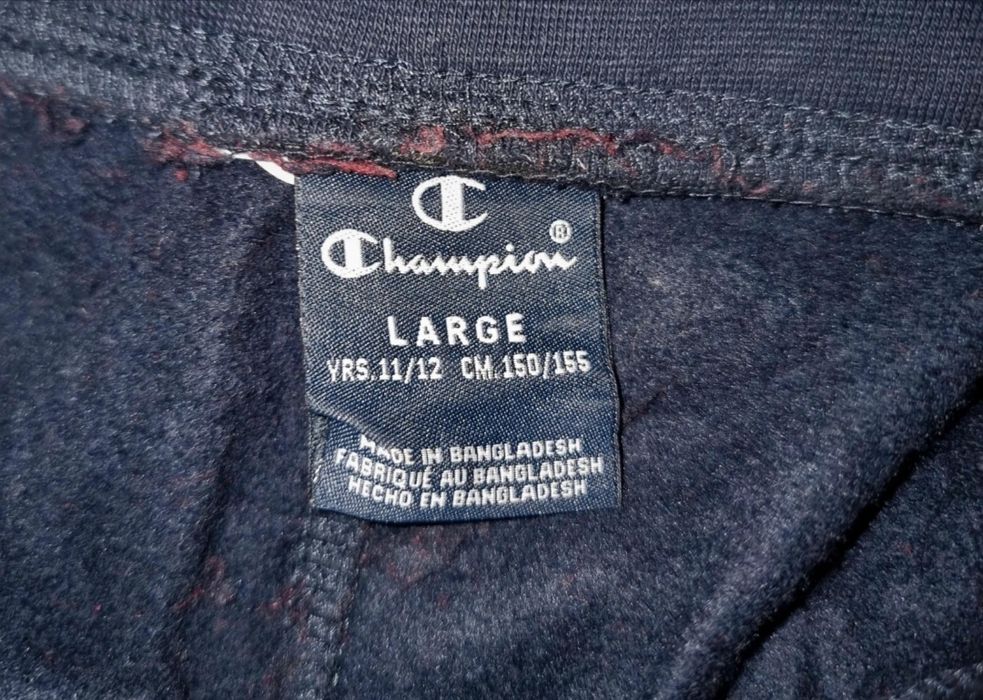 C
Champion®
LARGE
YRS.11/12 CM.150/155
MADE IN BANGLADESH
FABRIQUÉ AU BANGLADESH
HECHO EN BANGLADESH